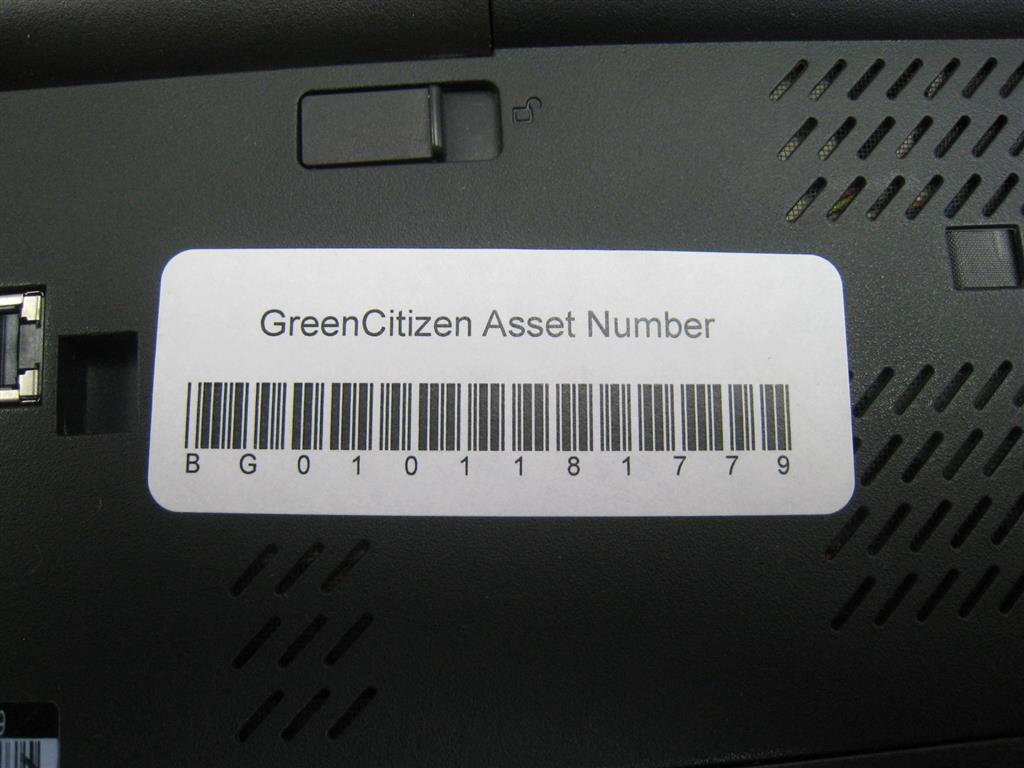 GreenCitizen Asset Number
B G 0 1 0 1 1 8 1 7 7 9